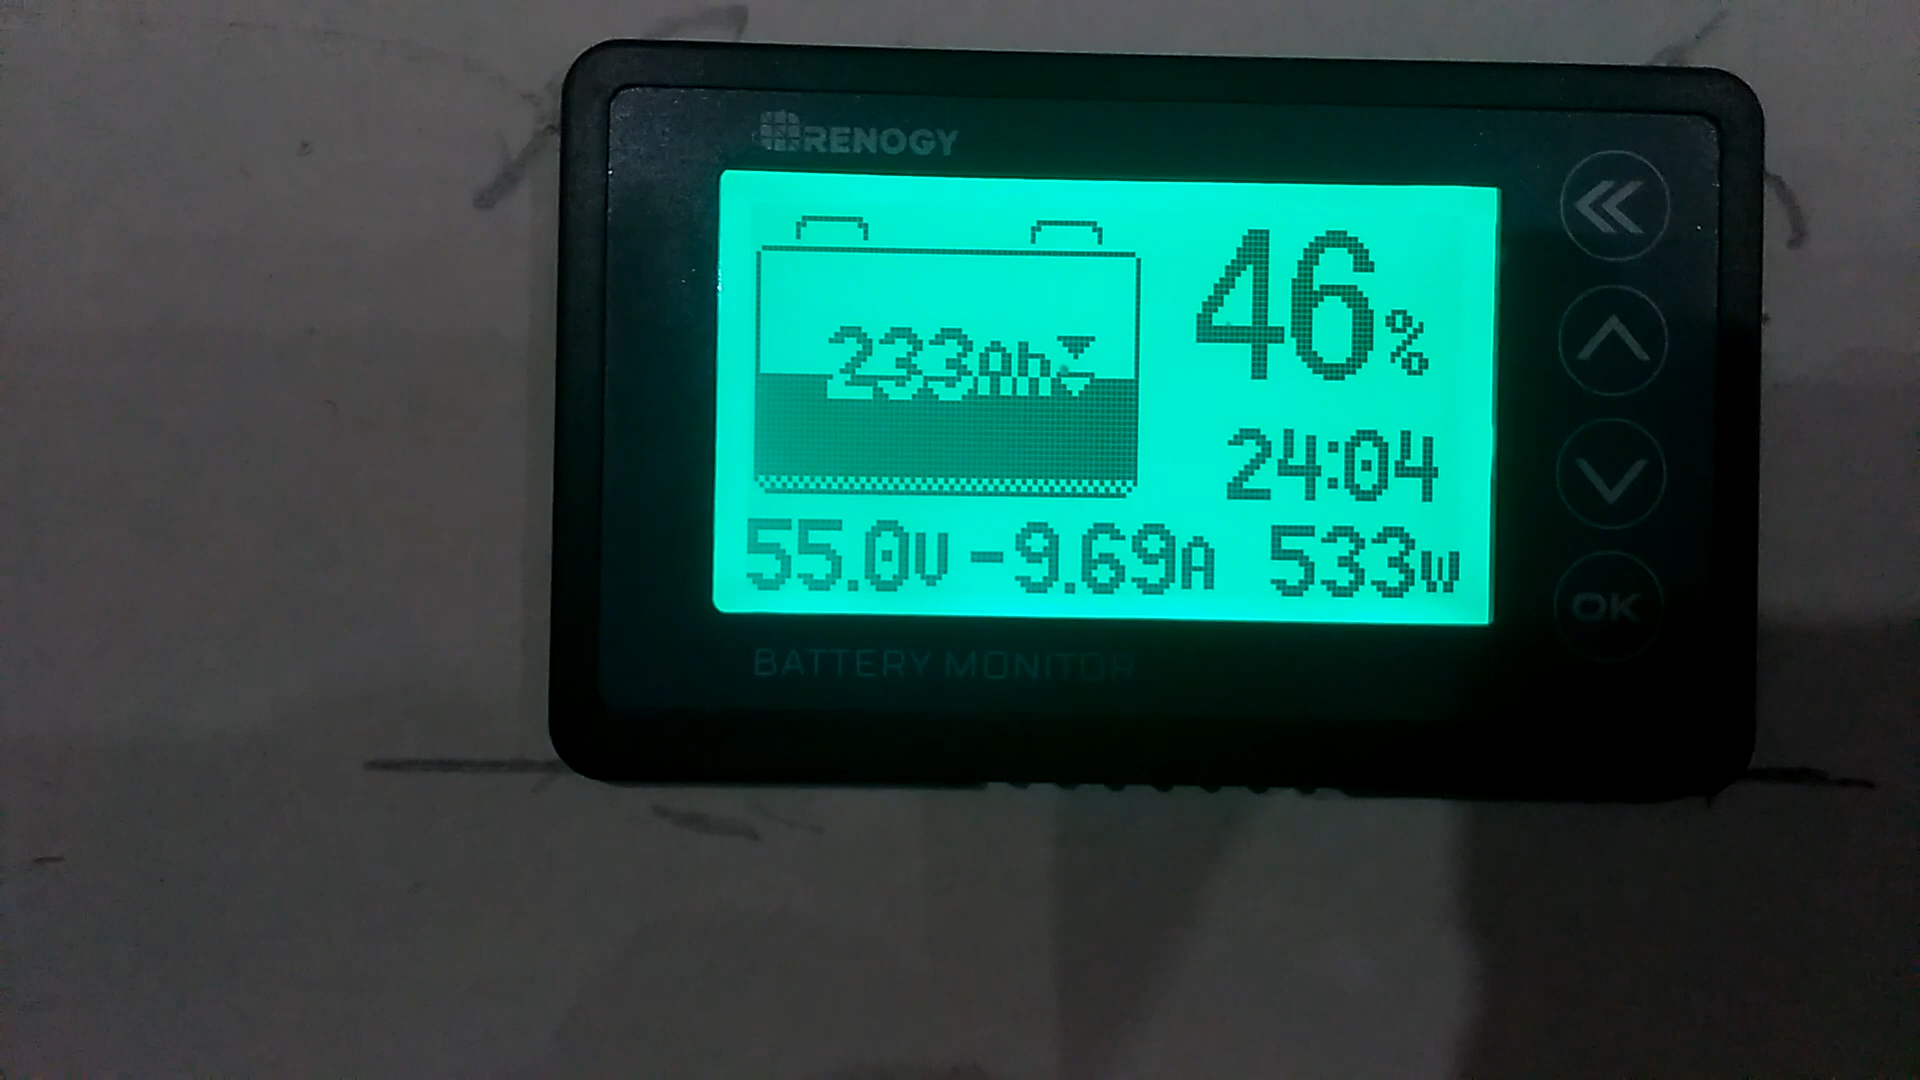 RENOGY
233Ah
46%
24:04
55.0V -9.69A 533W
BATTERY MONITOR
OK